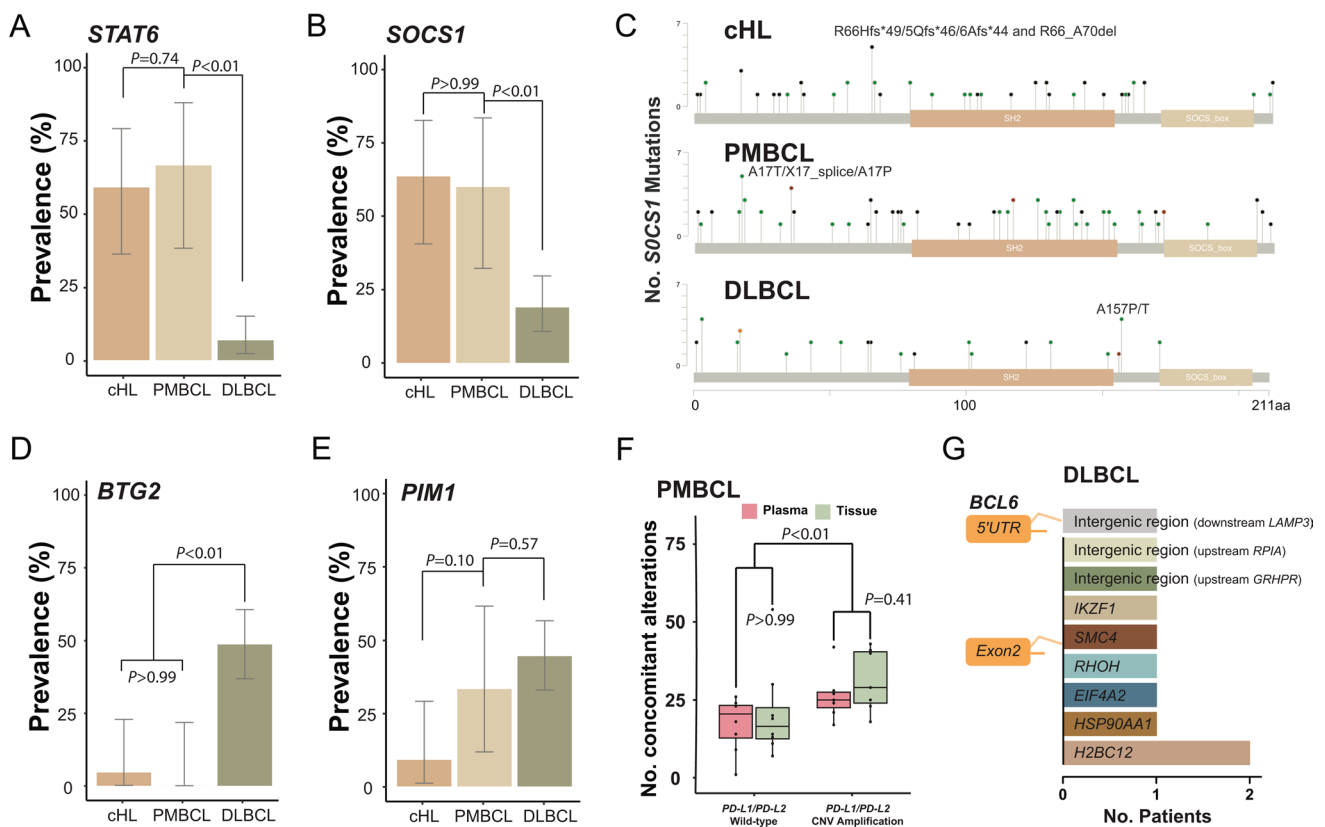 A
STAT6
Prevalence (%)
100
75
50
25
0
P=0.74
P<0.01
cHL
PMBCL
DLBCL
B
SOCS1
Prevalence (%)
100
75
50
25
0
P>0.99
P<0.01
cHL
PMBCL
DLBCL
C
No. SOCS1 Mutations
cHL
R66Hfs*49/5Qfs*46/6Afs*44 and R66_A70del
7
0
SH2
SOCS_box
PMBCL
A17T/X17_splice/A17P
7
0
SH2
SOCS_box
DLBCL
A157P/T
7
0
SH2
SOCS_box
0
100
211aa
D
BTG2
Prevalence (%)
100
75
50
25
0
P<0.01
P>0.99
cHL
PMBCL
DLBCL
E
PIM1
Prevalence (%)
100
75
50
25
0
P=0.10
P=0.57
cHL
PMBCL
DLBCL
F
PMBCL
Plasma
Tissue
No. concomitant alterations
75
50
25
0
P<0.01
P>0.99
P=0.41
PD-L1/PD-L2
Wild-type
PD-L1/PD-L2
CNV Amplification
G
DLBCL
BCL6
5'UTR
Exon2
Intergenic region (downstream LAMP3)
Intergenic region (upstream RPIA)
Intergenic region (upstream GRHPR)
IKZF1
SMC4
RHOH
EIF4A2
HSP90AA1
H2BC12
0
1
2
No. Patients